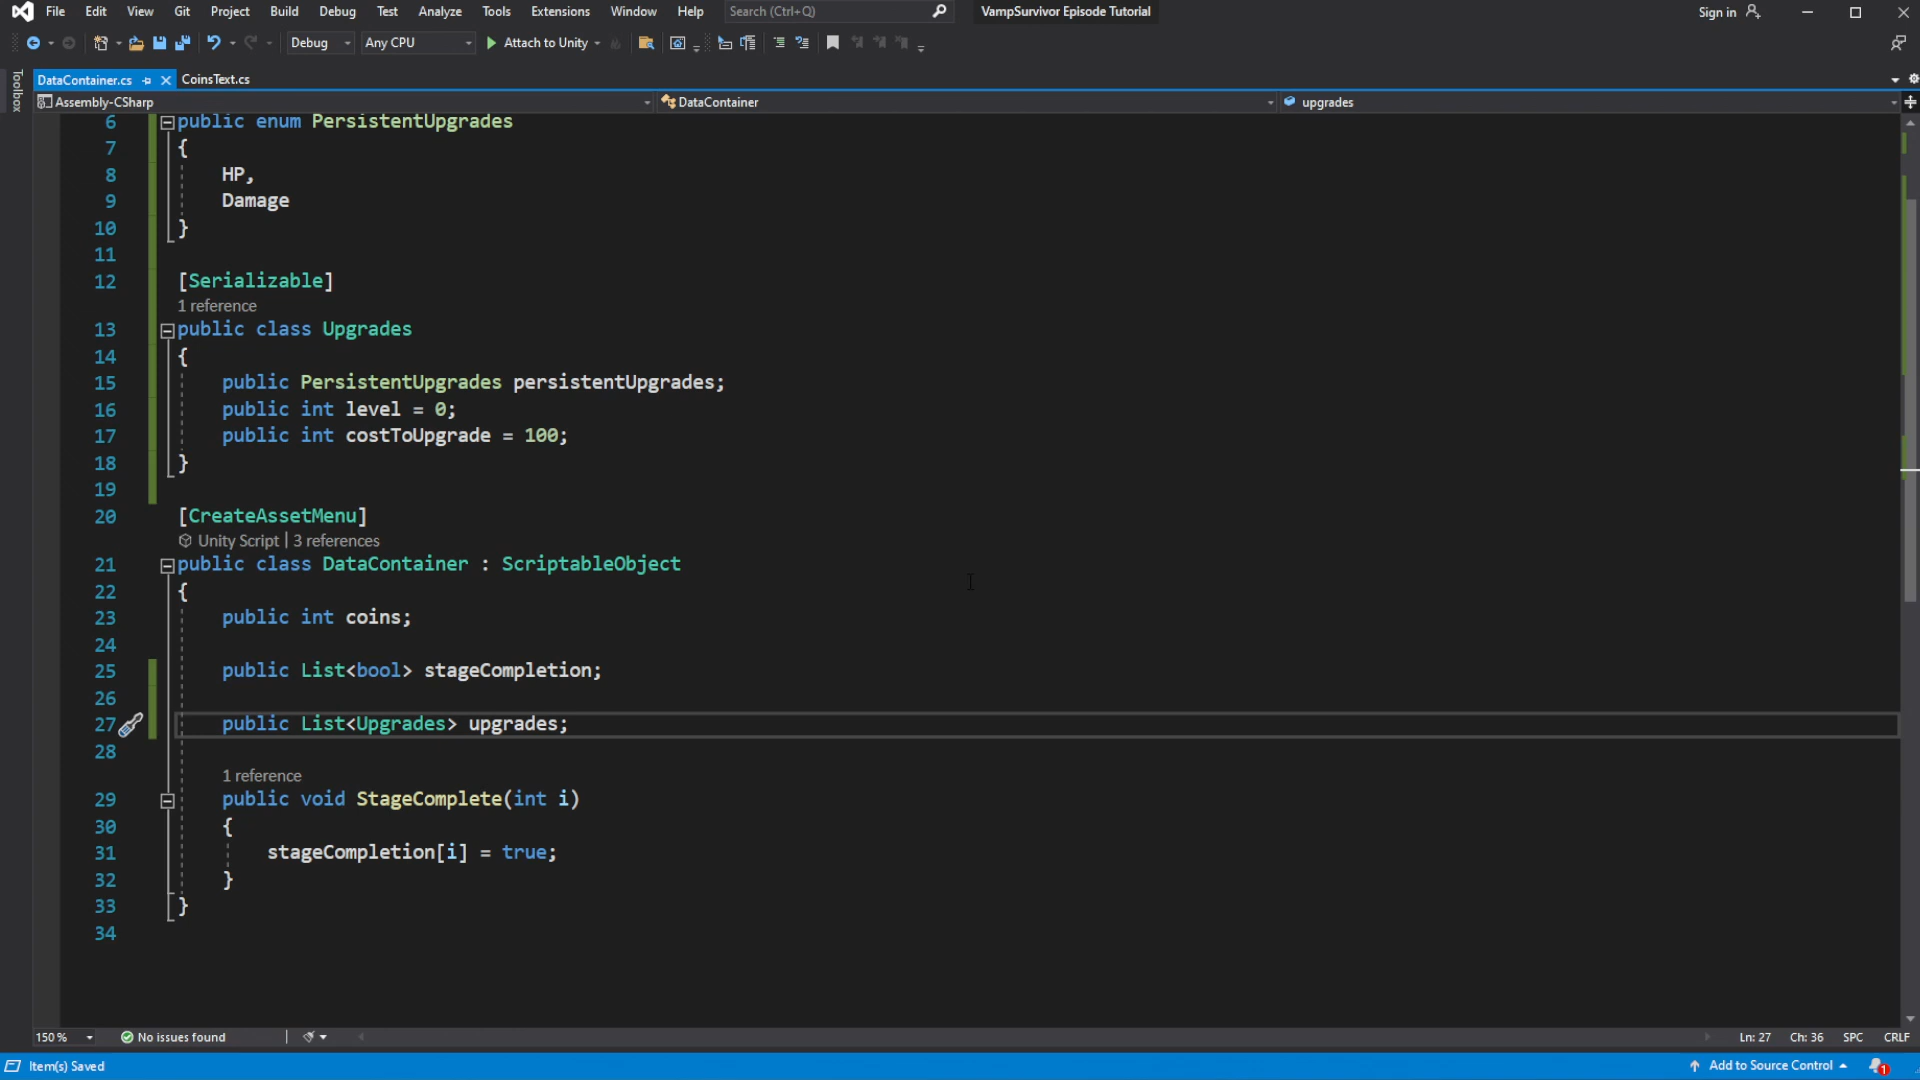 File Edit View Git Project Build Debug Test Analyze Tools Extensions Window Help Search (Ctrl+Q) VampSurvivor Episode Tutorial Sign in
Debug Any CPU Attach to Unity
Toolbox
DataContainer.cs CoinsText.cs
Assembly-CSharp DataContainer upgrades
6 public enum PersistentUpgrades
7 {
8 HP,
9 Damage
10 }
11
12 [Serializable]
1 reference
13 public class Upgrades
14 {
15 public PersistentUpgrades persistentUpgrades;
16 public int level = 0;
17 public int costToUpgrade = 100;
18 }
19
20 [CreateAssetMenu]
Unity Script | 3 references
21 public class DataContainer : ScriptableObject
22 {
23 public int coins;
24
25 public List<bool> stageCompletion;
26
27 public List<Upgrades> upgrades;
28
1 reference
29 public void StageComplete(int i)
30 {
31 stageCompletion[i] = true;
32 }
33 }
34
150 % No issues found Ln: 27 Ch: 36 SPC CRLF
Item(s) Saved Add to Source Control 1